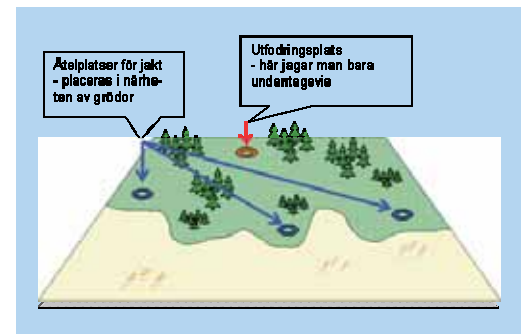 Åtelplatser för jakt
- placeras i närhe-
ten av grödor
Utfodringsplats
- här jagar man bara
undantagsvis